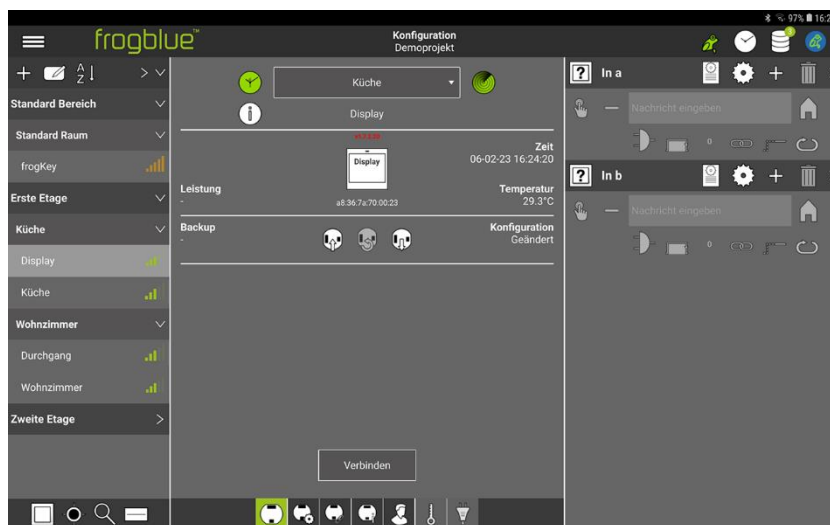 97% 16:2
frogblue™
Konfiguration
Demoprojekt
3
A
Z
Standard Bereich
Standard Raum
frogKey
Erste Etage
Küche
Display
Küche
Wohnzimmer
Durchgang
Wohnzimmer
Zweite Etage
Küche
Display
Display
a8:36:7a:70:00:23
Zeit
06-02-23 16:24:20
Leistung
-
Temperatur
29.3°C
Backup
-
Konfiguration
Geändert
Verbinden
In a
Nachricht eingeben
0
In b
Nachricht eingeben
0